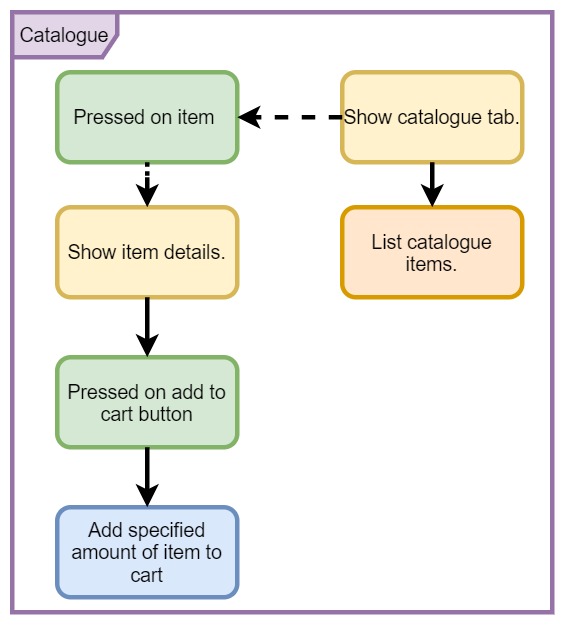 Catalogue
Pressed on item
Show catalogue tab.
Show item details.
List catalogue
items.
Pressed on add to
cart button
Add specified
amount of item to
cart